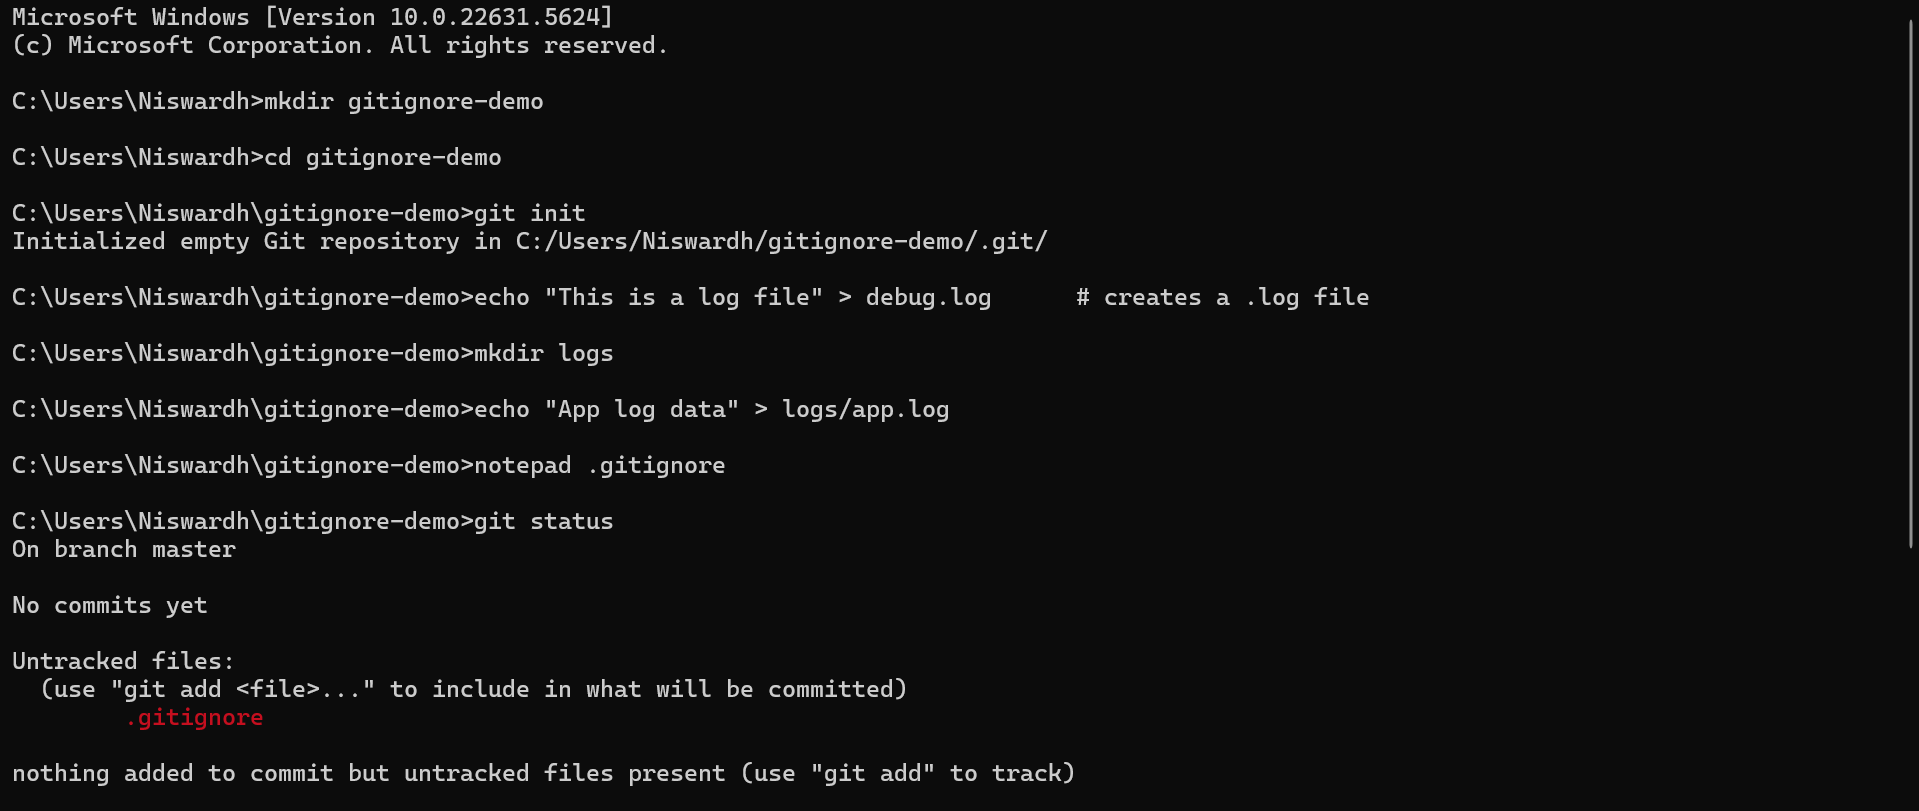 Microsoft Windows [Version 10.0.22631.5624]
(c) Microsoft Corporation. All rights reserved.
C:\Users\Niswardh>mkdir gitignore-demo
C:\Users\Niswardh>cd gitignore-demo
C:\Users\Niswardh\gitignore-demo>git init
Initialized empty Git repository in C:/Users/Niswardh/gitignore-demo/.git/
C:\Users\Niswardh\gitignore-demo>echo "This is a log file" > debug.log      # creates a .log file
C:\Users\Niswardh\gitignore-demo>mkdir logs
C:\Users\Niswardh\gitignore-demo>echo "App log data" > logs/app.log
C:\Users\Niswardh\gitignore-demo>notepad .gitignore
C:\Users\Niswardh\gitignore-demo>git status
On branch master
No commits yet
Untracked files:
  (use "git add <file>..." to include in what will be committed)
        .gitignore
nothing added to commit but untracked files present (use "git add" to track)